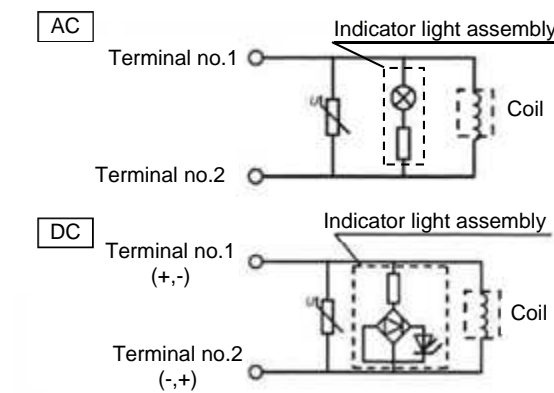 AC
Indicator light assembly
Terminal no.1
U
Coil
Terminal no.2
DC
Indicator light assembly
Terminal no.1
(+,-)
U
Coil
Terminal no.2
(-,+)